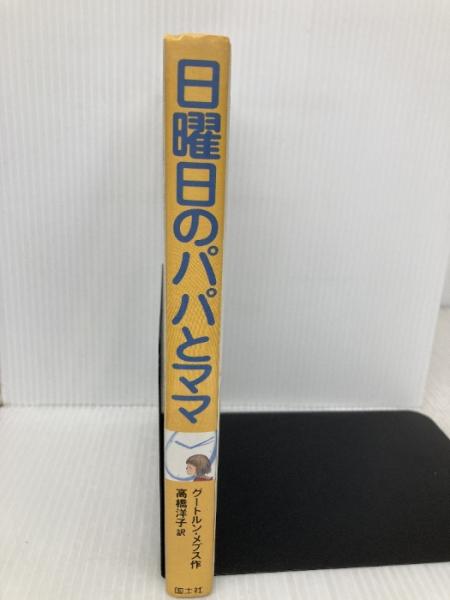 日曜日のパパとママ
グートルン・メブス作
高橋洋子訳
国土社